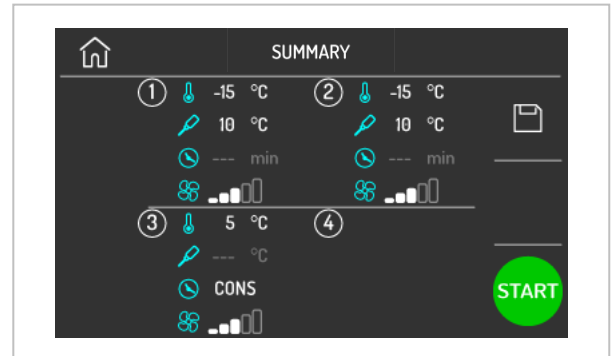 SUMMARY
1 -15 °C 2 -15 °C
10 °C 10 °C
--- min --- min
3 5 °C 4
--- °C
CONS
START